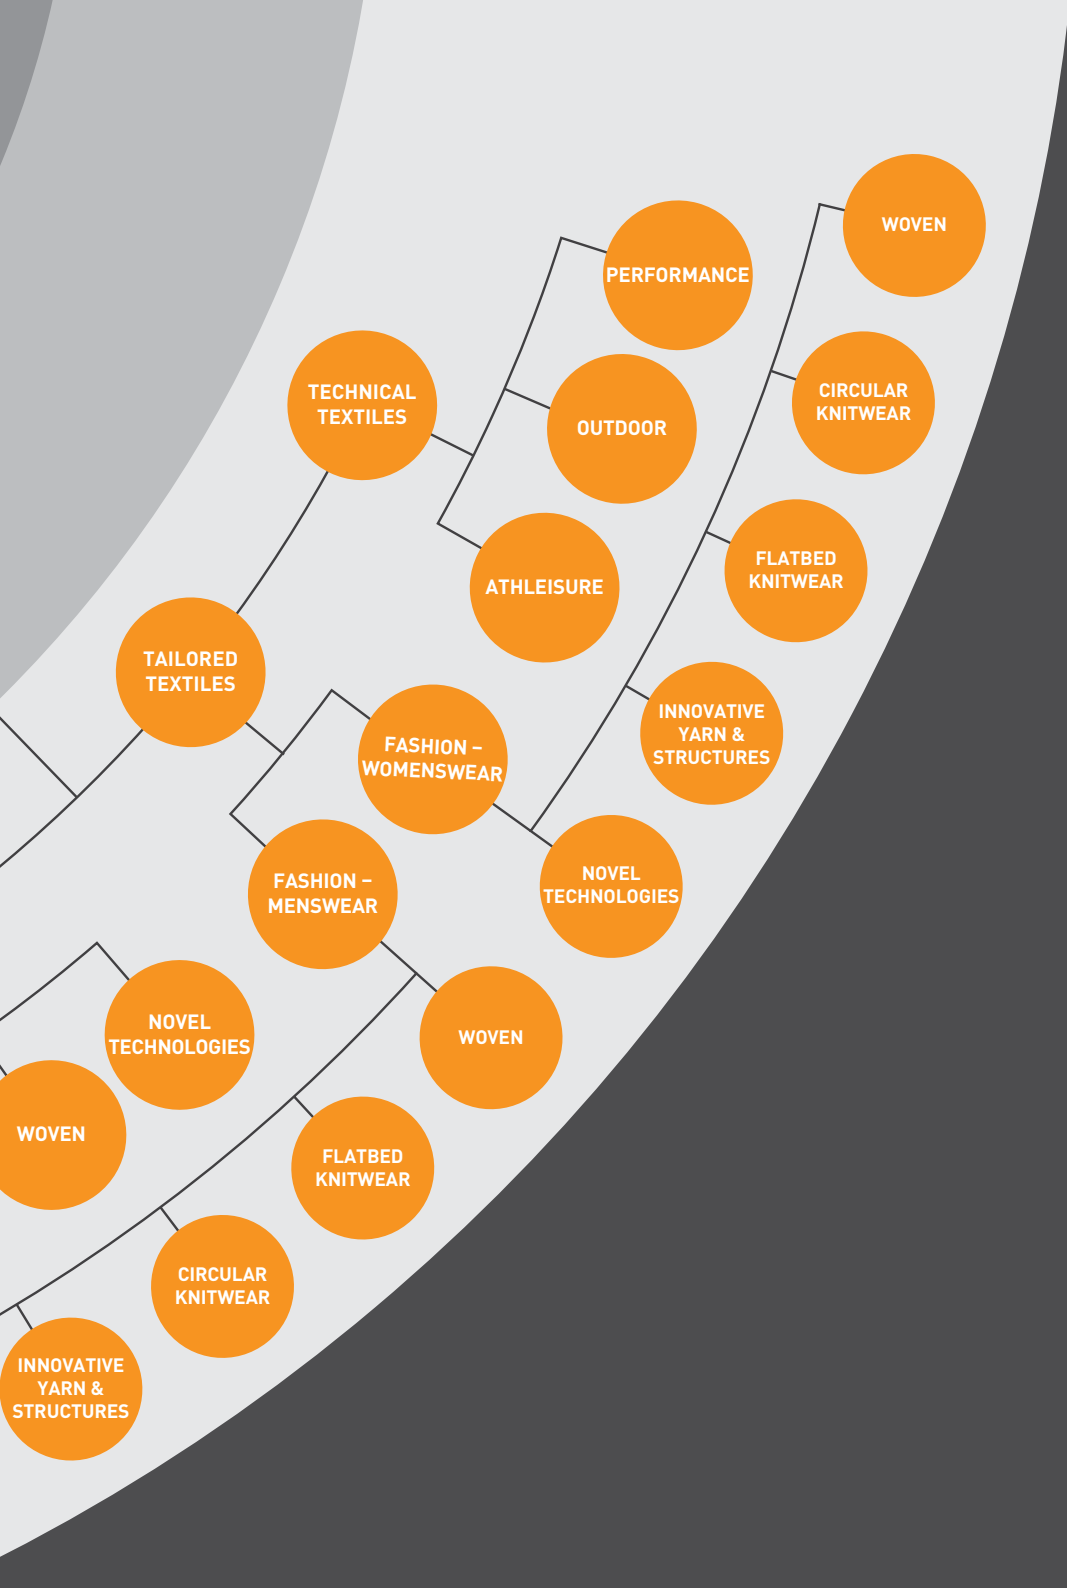 WOVEN
PERFORMANCE
CIRCULAR
KNITWEAR
TECHNICAL
TEXTILES
OUTDOOR
FLATBED
KNITWEAR
ATHLEISURE
TAILORED
TEXTILES
INNOVATIVE
YARN &
STRUCTURES
FASHION –
WOMENSWEAR
NOVEL
TECHNOLOGIES
FASHION –
MENSWEAR
NOVEL
TECHNOLOGIES
WOVEN
WOVEN
FLATBED
KNITWEAR
CIRCULAR
KNITWEAR
INNOVATIVE
YARN &
STRUCTURES